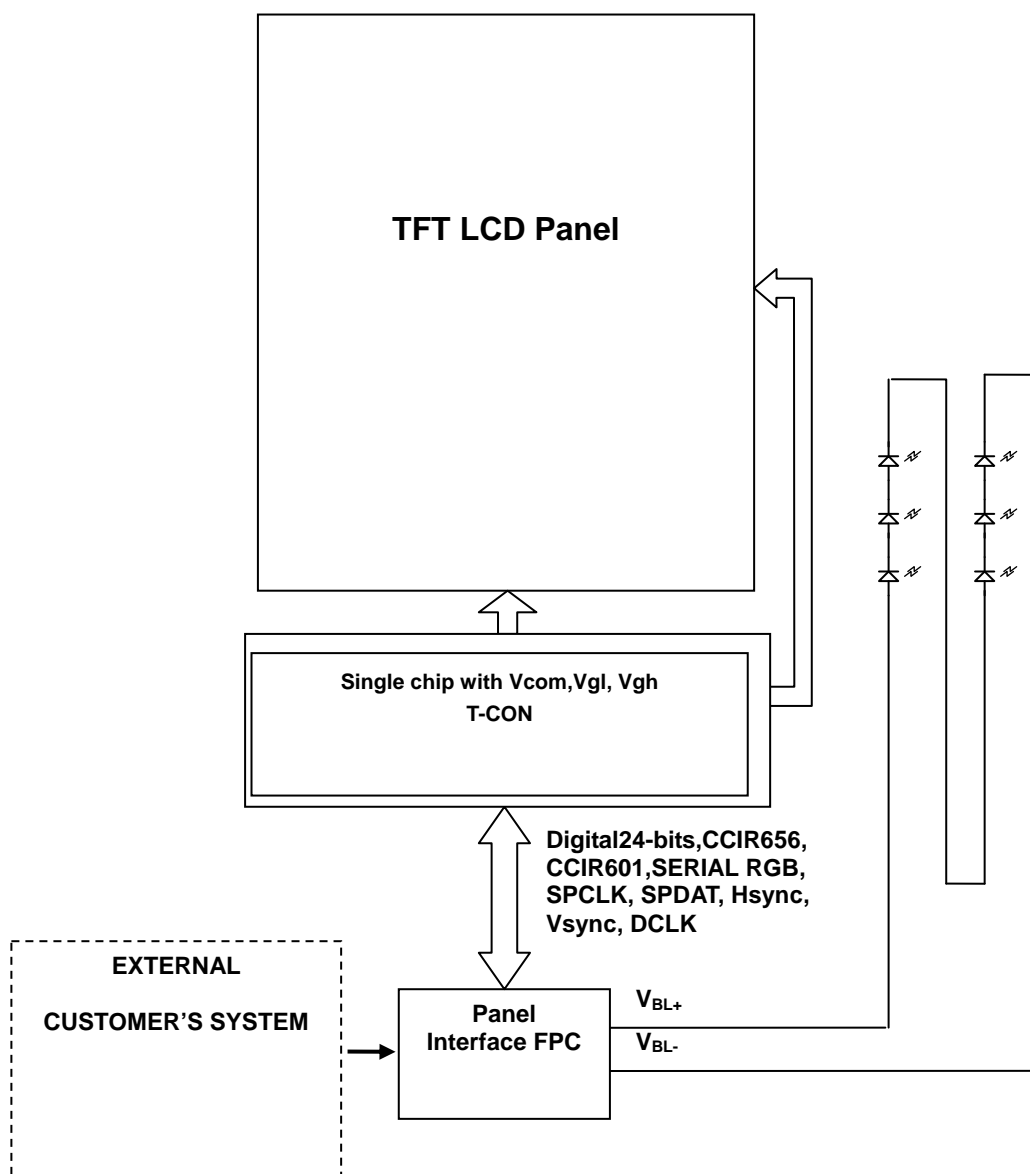 TFT LCD Panel
Single chip with Vcom,Vgl, Vgh
T-CON
Digital24-bits,CCIR656,
CCIR601,SERIAL RGB,
SPCLK, SPDAT, Hsync,
Vsync, DCLK
EXTERNAL
CUSTOMER’S SYSTEM
Panel
Interface FPC
VBL+
VBL-